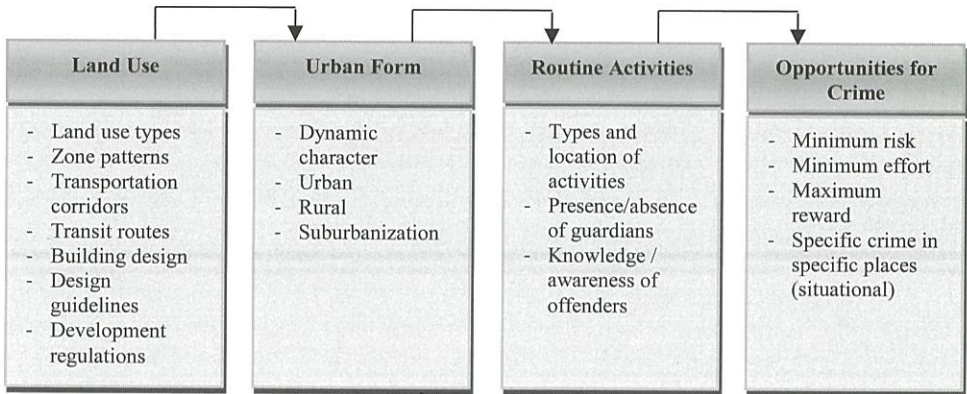 Land Use
- Land use types
- Zone patterns
- Transportation
corridors
- Transit routes
- Building design
- Design
guidelines
- Development
regulations
Urban Form
- Dynamic
character
- Urban
- Rural
- Suburbanization
Routine Activities
- Types and
location of
activities
- Presence/absence
of guardians
- Knowledge /
awareness of
offenders
Opportunities for
Crime
- Minimum risk
- Minimum effort
- Maximum
reward
- Specific crime in
specific places
(situational)